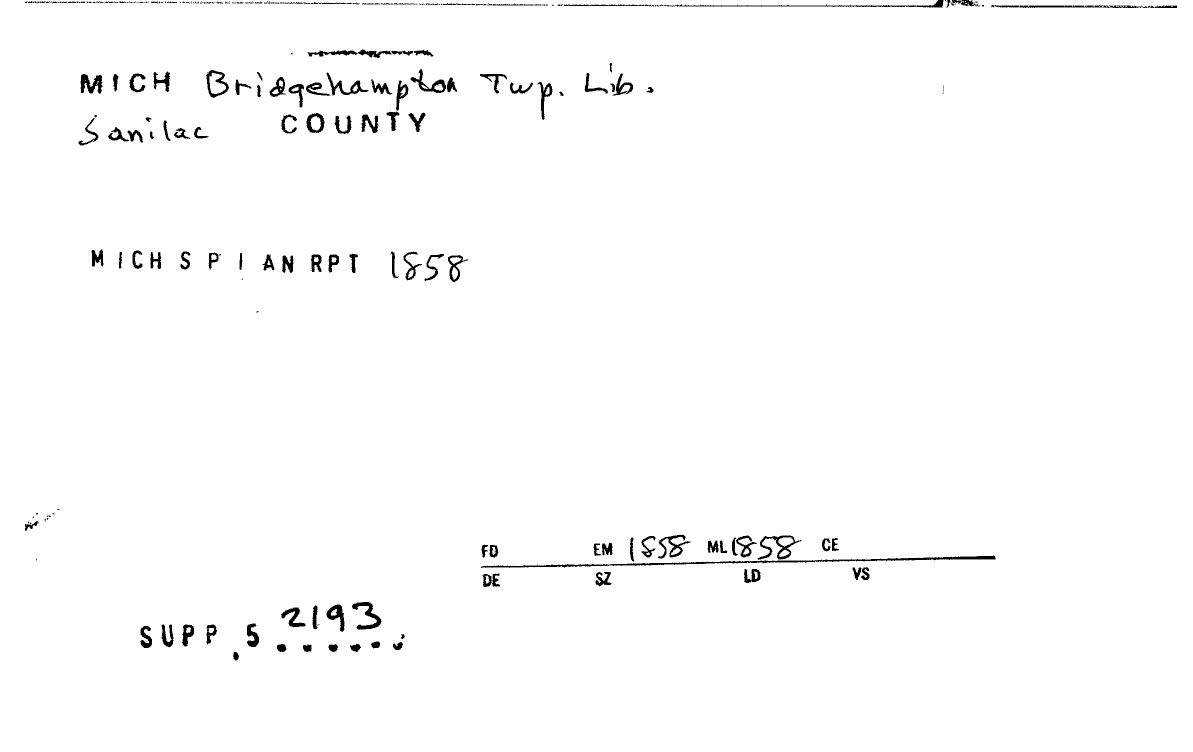 MICH Bridgehampton Twp. Lib.
Sanilac COUNTY
MICH S P I AN RPT 1858
FD EM 1858 ML 1858 CE
DE SZ LD VS
SUPP. 5 2193